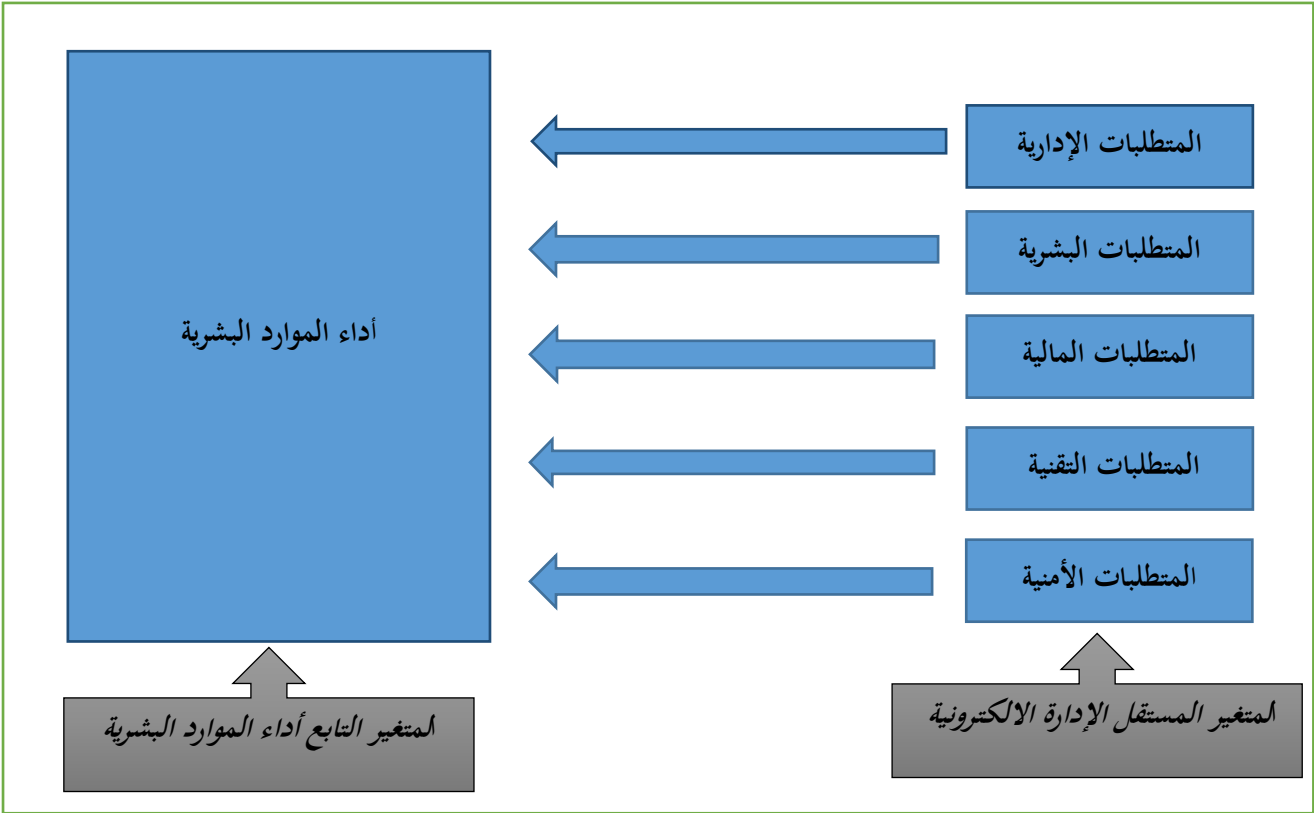 المتطلبات الإدارية
المتطلبات البشرية
المتطلبات المالية
المتطلبات التقنية
المتطلبات الأمنية
أداء الموارد البشرية
المتغير المستقل الإدارة الالكترونية
المتغير التابع أداء الموارد البشرية